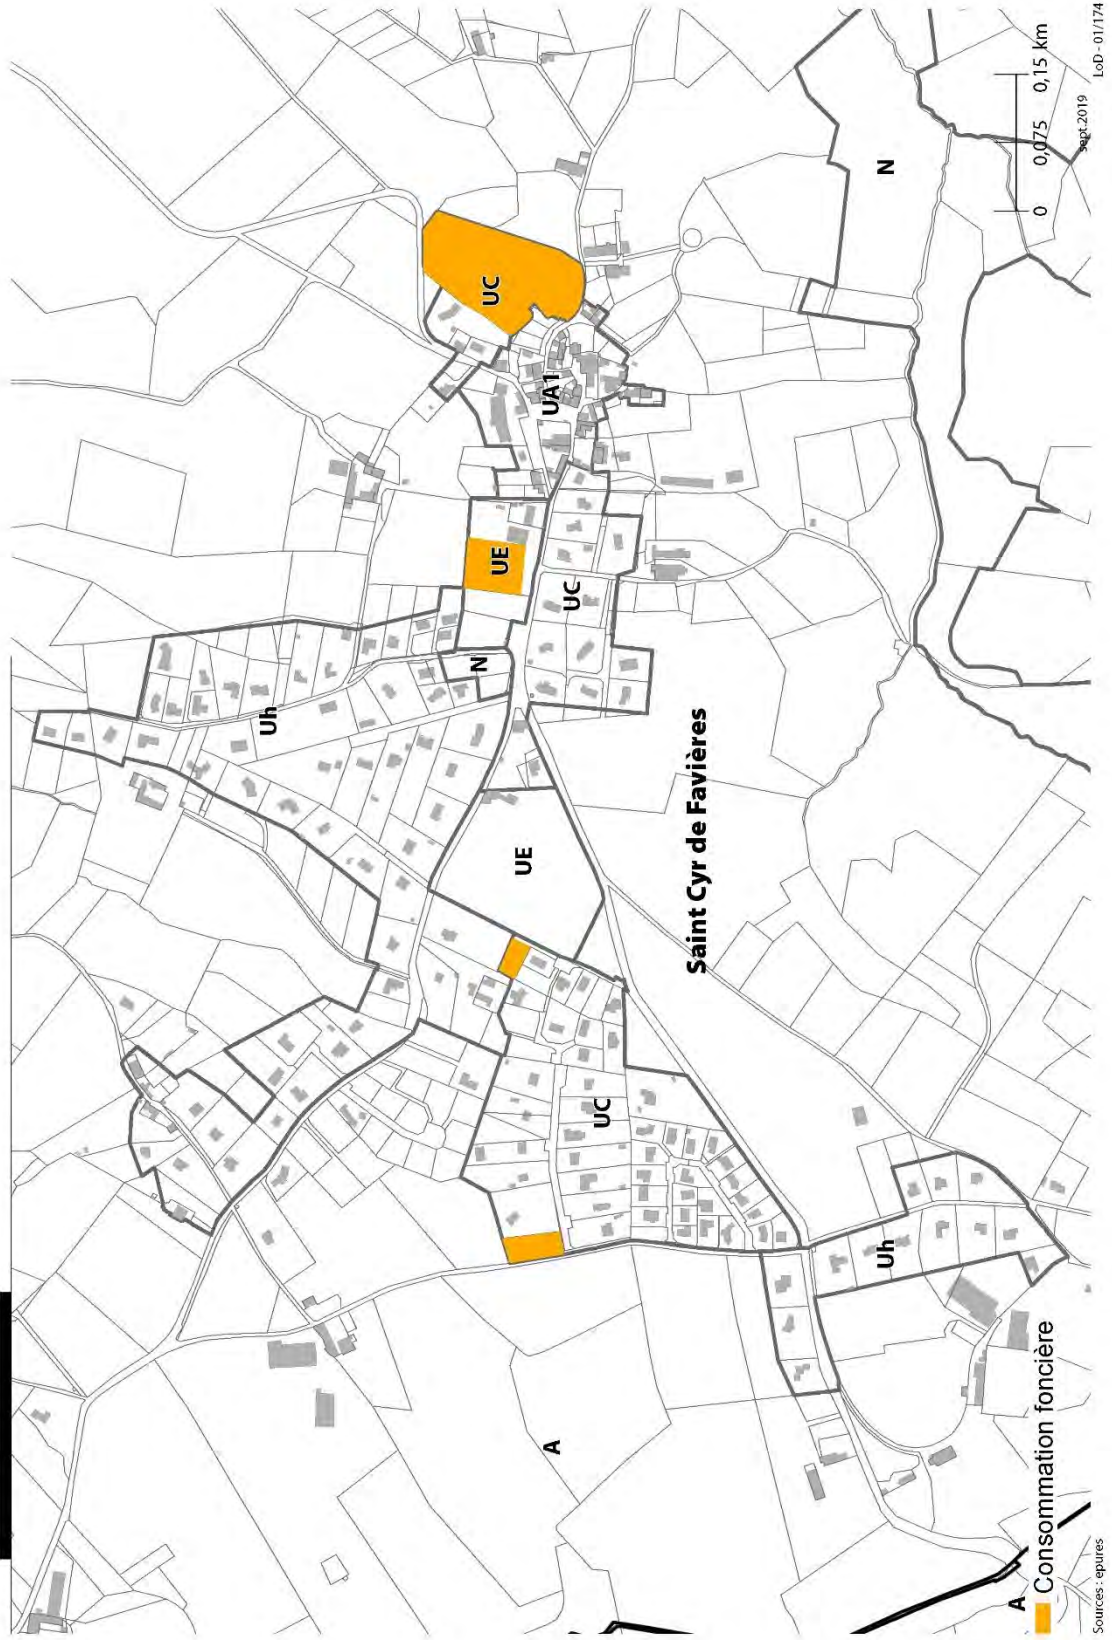 UC
UA1
N
UE
UC
N
Uh
UE
Saint Cyr de Favières
UC
Uh
A
A
Consommation foncière
0 0,075 0,15 km
sept.2019
LoD - 01/174
Sources : epures